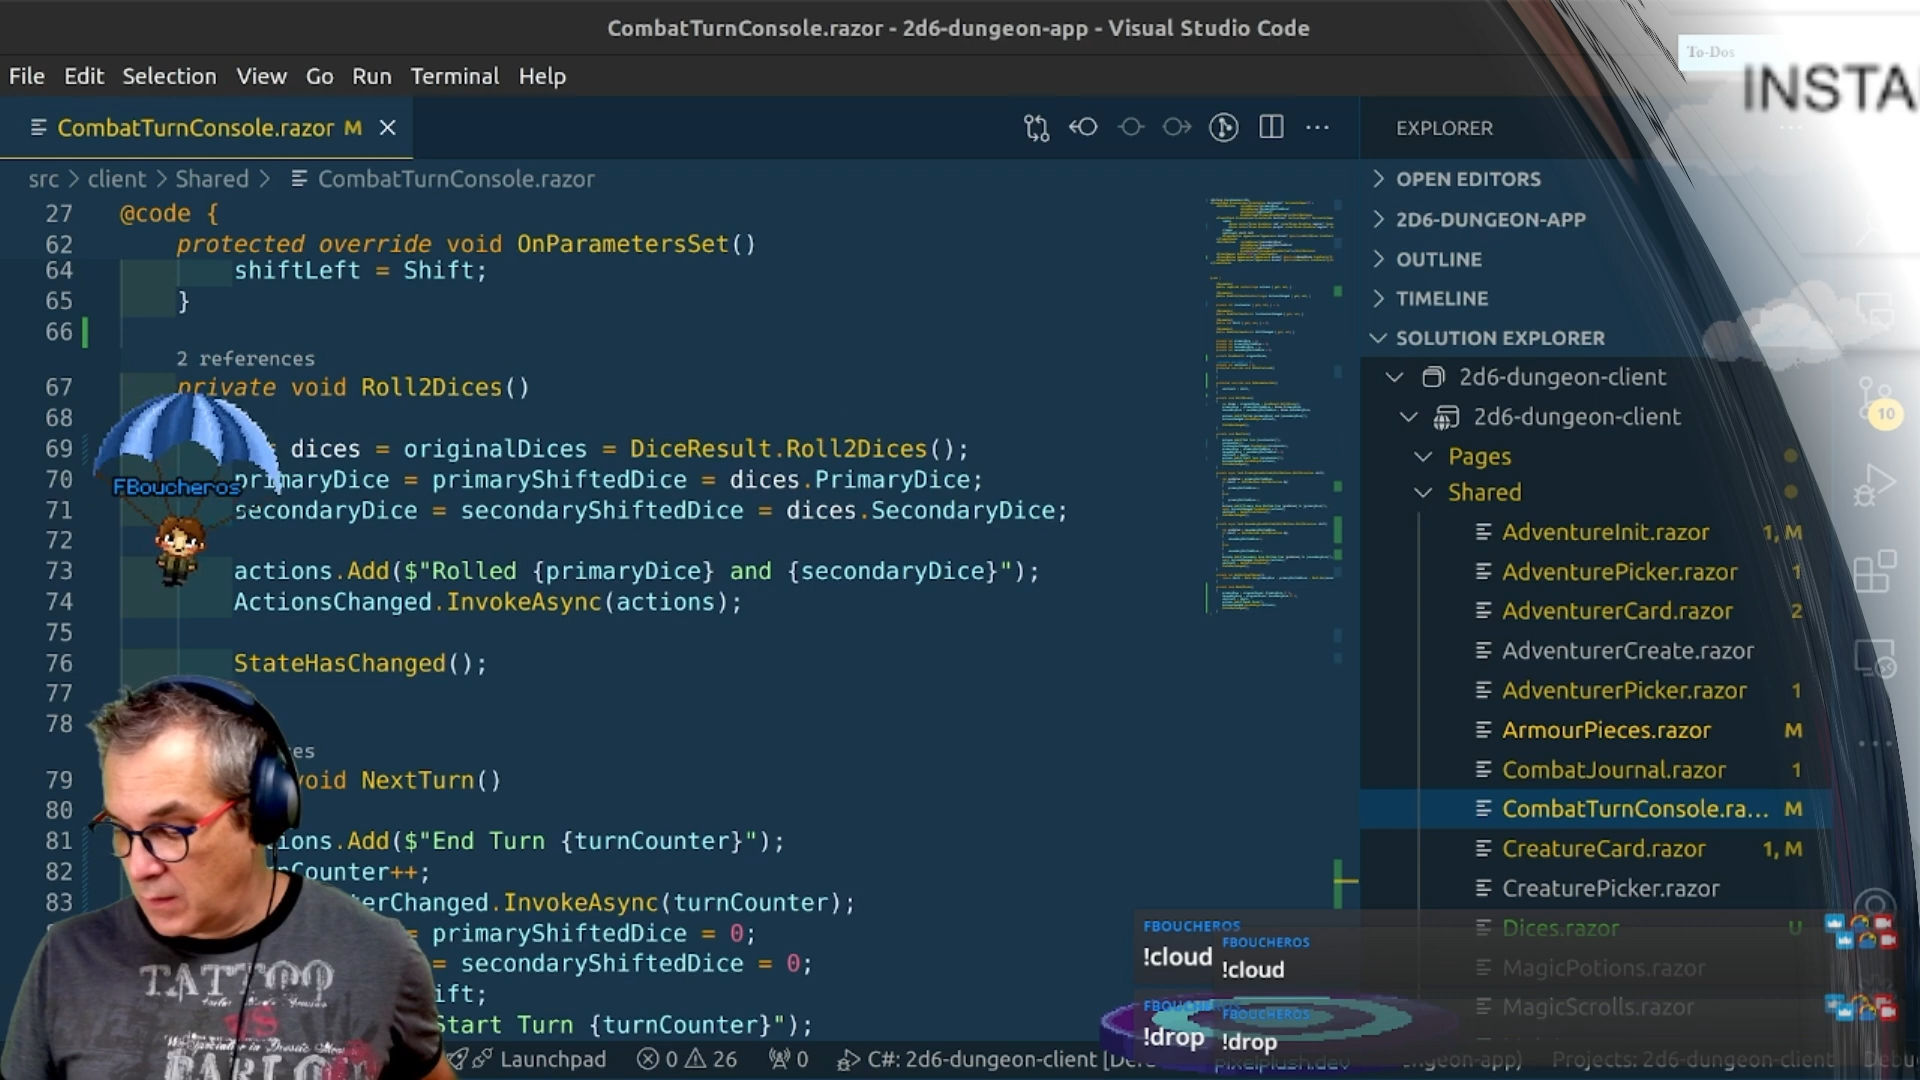 CombatTurnConsole.razor - 2d6-dungeon-app - Visual Studio Code
To-Dos
INSTA
File Edit Selection View Go Run Terminal Help
CombatTurnConsole.razor M
EXPLORER
src > client > Shared > CombatTurnConsole.razor
OPEN EDITORS
2D6-DUNGEON-APP
OUTLINE
TIMELINE
SOLUTION EXPLORER
27 @code {
62 protected override void OnParametersSet()
64 shiftLeft = Shift;
65 }
66
2 references
67 private void Roll2Dices()
68
69 dices = originalDices = DiceResult.Roll2Dices();
70 primaryDice = primaryShiftedDice = dices.PrimaryDice;
71 secondaryDice = secondaryShiftedDice = dices.SecondaryDice;
72
73 actions.Add($"Rolled {primaryDice} and {secondaryDice}");
74 ActionsChanged.InvokeAsync(actions);
75
76 StateHasChanged();
77
78
79 void NextTurn()
80
81 ions.Add($"End Turn {turnCounter}");
82 Counter++;
83 erChanged.InvokeAsync(turnCounter);
= primaryShiftedDice = 0;
= secondaryShiftedDice = 0;
ift;
Start Turn {turnCounter}");
FBoucheros
TATTOO
VS
2d6-dungeon-client
2d6-dungeon-client
Pages
Shared
AdventureInit.razor 1, M
AdventurePicker.razor 1
AdventurerCard.razor 2
AdventurerCreate.razor
AdventurerPicker.razor 1
ArmourPieces.razor M
CombatJournal.razor 1
CombatTurnConsole.ra... M
CreatureCard.razor 1, M
CreaturePicker.razor
Dices.razor U
MagicPotions.razor
MagicScrolls.razor
10
FBOUCHEROS
!cloud
FBOUCHEROS
!cloud
FBOUCHEROS
!drop
FBOUCHEROS
!drop
pixelplush.dev
Launchpad 0 26 0 C#: 2d6-dungeon-client [De
ngeon-app) Projects: 2d6-dungeon-client Debu